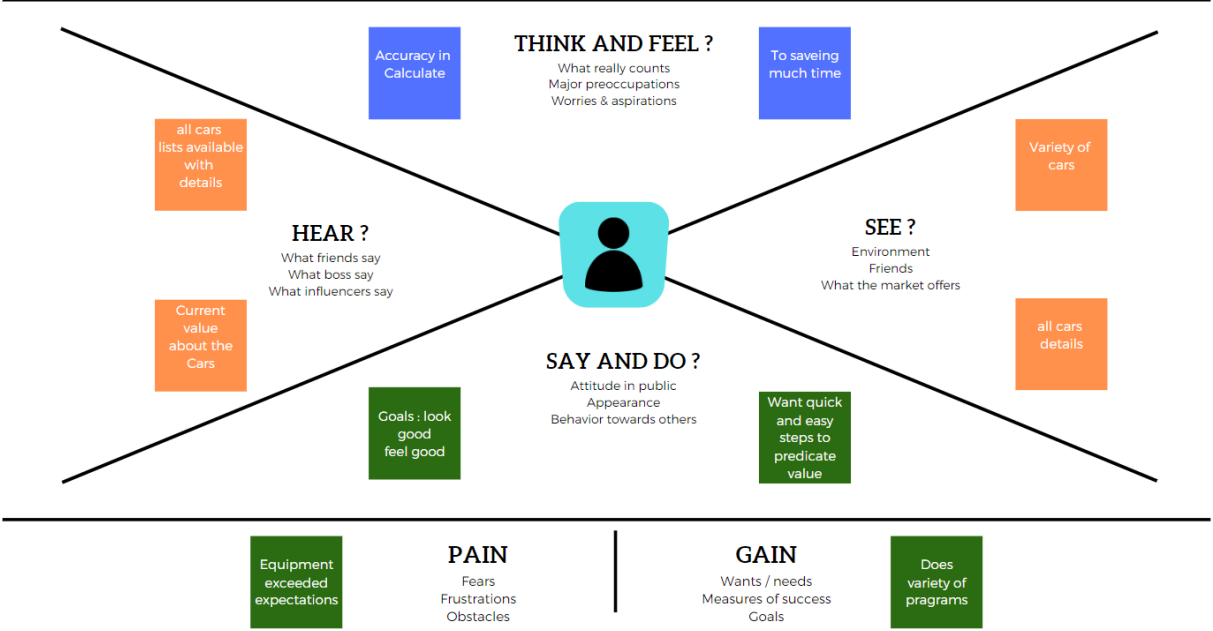 THINK AND FEEL ?
What really counts
Major preoccupations
Worries & aspirations
Accuracy in
Calculate
To saveing
much time
all cars
lists available
with
details
HEAR ?
What friends say
What boss say
What influencers say
Current
value
about the
Cars
Variety of
cars
SEE ?
Environment
Friends
What the market offers
all cars
details
SAY AND DO ?
Attitude in public
Appearance
Behavior towards others
Goals : look
good
feel good
Want quick
and easy
steps to
predicate
value
Equipment
exceeded
expectations
PAIN
Fears
Frustrations
Obstacles
GAIN
Wants / needs
Measures of success
Goals
Does
variety of
pragrams